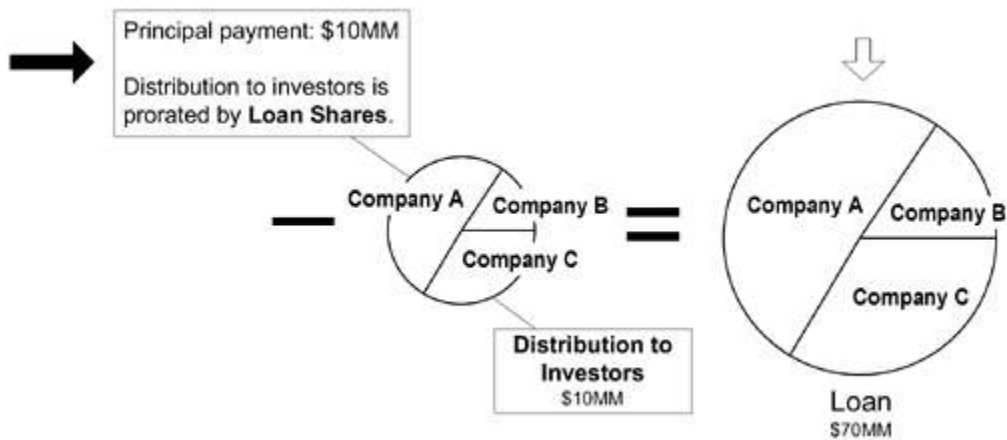 Principal payment: $10MM
Distribution to investors is
prorated by Loan Shares.
Company A
Company B
Company C
Distribution to
Investors
$10MM
Company A
Company B
Company C
Loan
$70MM